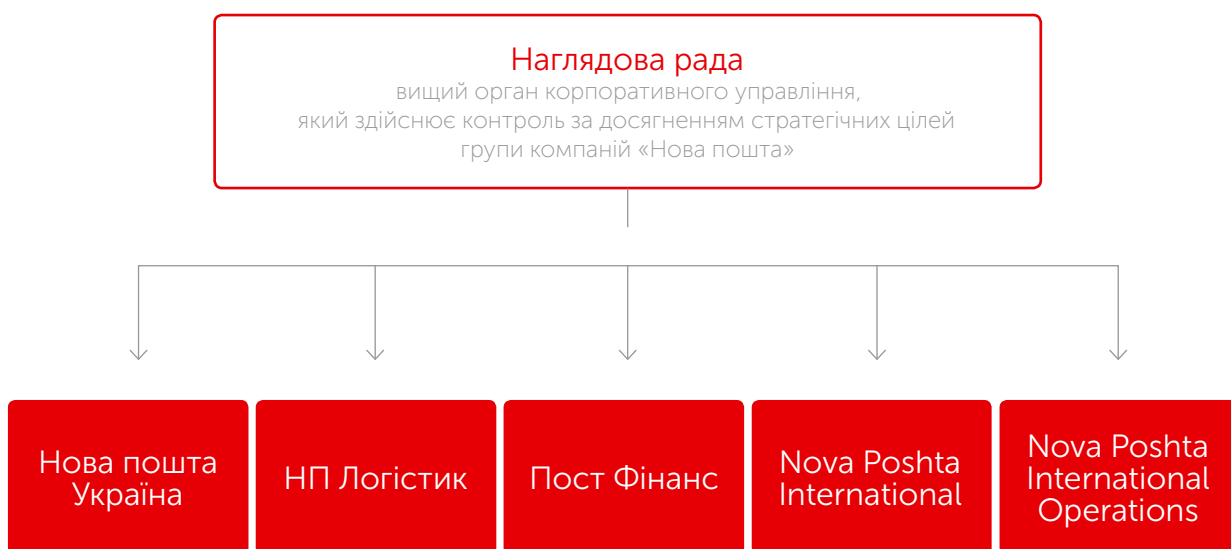 Наглядова рада
вищий орган корпоративного управління,
який здійснює контроль за досягненням стратегічних цілей
групи компаній «Нова пошта»
Нова пошта
Україна
НП Логістик
Пост Фінанс
Nova Poshta
International
Nova Poshta
International
Operations